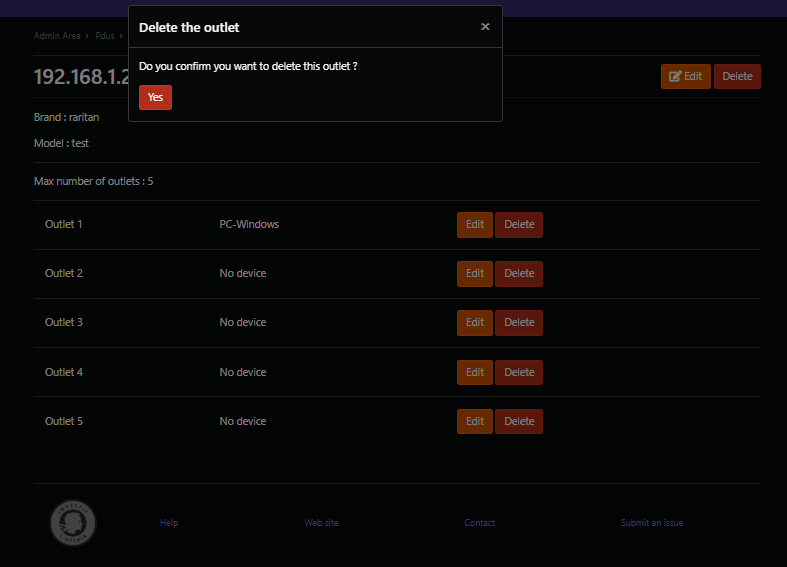 Delete the outlet ×
Do you confirm you want to delete this outlet ?
Yes
Admin Area > Pdus >
192.168.1.2
Edit Delete
Brand : raritan
Model : test
Max number of outlets : 5
Outlet 1 PC-Windows Edit Delete
Outlet 2 No device Edit Delete
Outlet 3 No device Edit Delete
Outlet 4 No device Edit Delete
Outlet 5 No device Edit Delete
Help Web site Contact Submit an issue